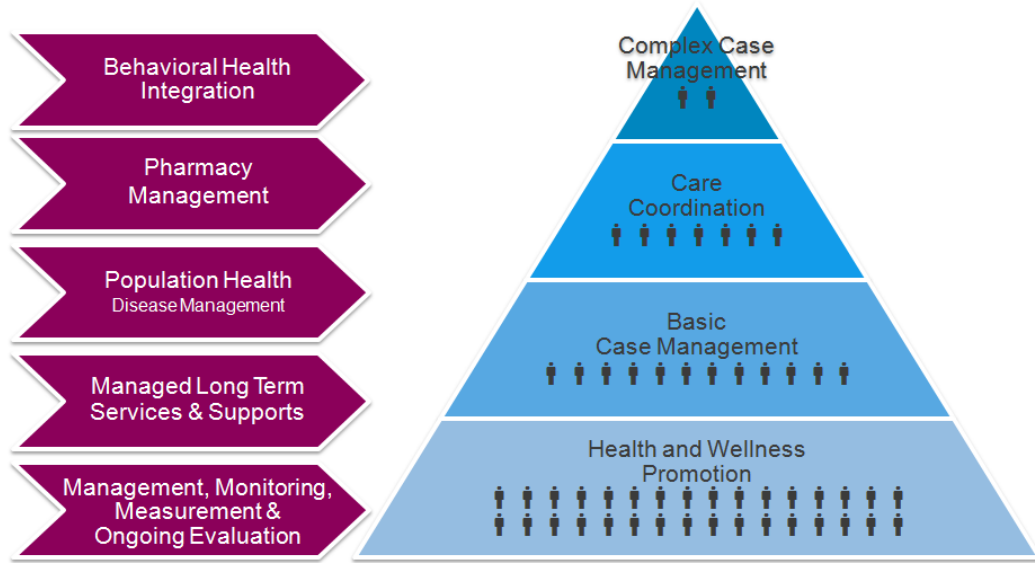 Behavioral Health
Integration
Pharmacy
Management
Population Health
Disease Management
Managed Long Term
Services & Supports
Management, Monitoring,
Measurement &
Ongoing Evaluation
Complex Case
Management
Care
Coordination
Basic
Case Management
Health and Wellness
Promotion